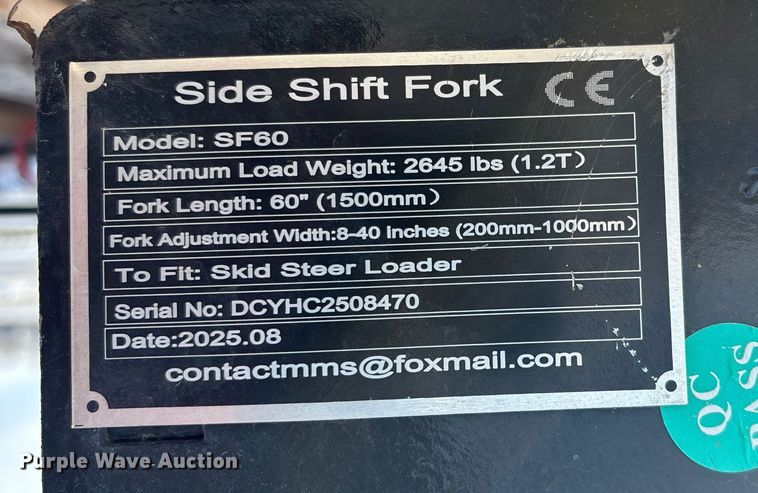 Side Shift Fork CE
Model: SF60
Maximum Load Weight: 2645 lbs (1.2T)
Fork Length: 60" (1500mm)
Fork Adjustment Width:8-40 inches (200mm-1000mm)
To Fit: Skid Steer Loader
Serial No: DCYHC2508470
Date:2025.08
contactmms@foxmail.com
QC
PASS
Purple Wave Auction